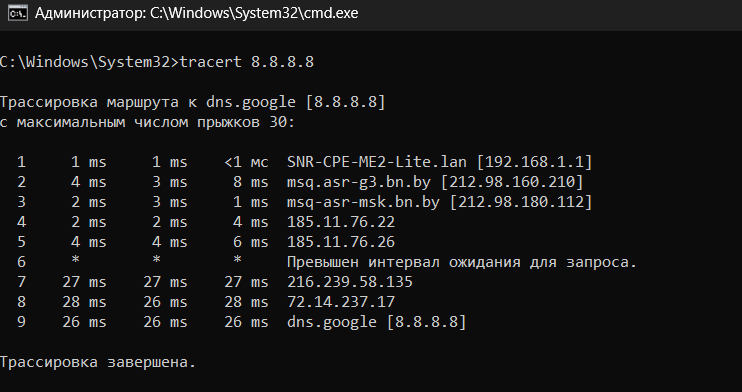 Администратор: C:\Windows\System32\cmd.exe
C:\Windows\System32>tracert 8.8.8.8
Трассировка маршрута к dns.google [8.8.8.8]
с максимальным числом прыжков 30:
1 1 ms 1 ms <1 мс SNR-CPE-ME2-Lite.lan [192.168.1.1]
2 4 ms 3 ms 8 ms msq.asr-g3.bn.by [212.98.160.210]
3 2 ms 3 ms 1 ms msq-asr-msk.bn.by [212.98.180.112]
4 2 ms 2 ms 4 ms 185.11.76.22
5 4 ms 4 ms 6 ms 185.11.76.26
6 * * * Превышен интервал ожидания для запроса.
7 27 ms 27 ms 27 ms 216.239.58.135
8 28 ms 26 ms 28 ms 72.14.237.17
9 26 ms 26 ms 26 ms dns.google [8.8.8.8]
Трассировка завершена.